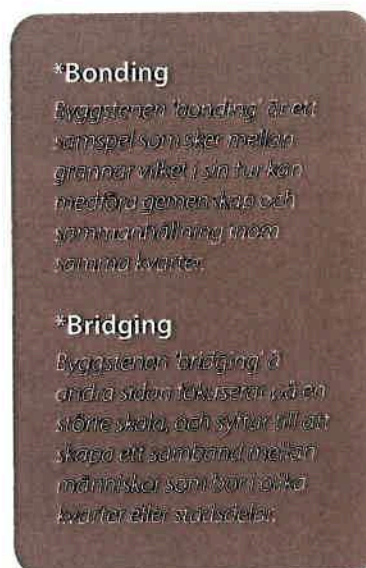 *Bonding
Byggstenen 'bonding' är ett
samspel som sker mellan
grannar vilket i sin tur kan
medföra gemenskap och
sammanhållning inom
samma kvarter.
*Bridging
Byggstenen 'bridging' å
andra sidan fokuserar på en
större skala, och syftar till att
skapa ett samband mellan
människor som bor i olika
kvarter eller stadsdelar.